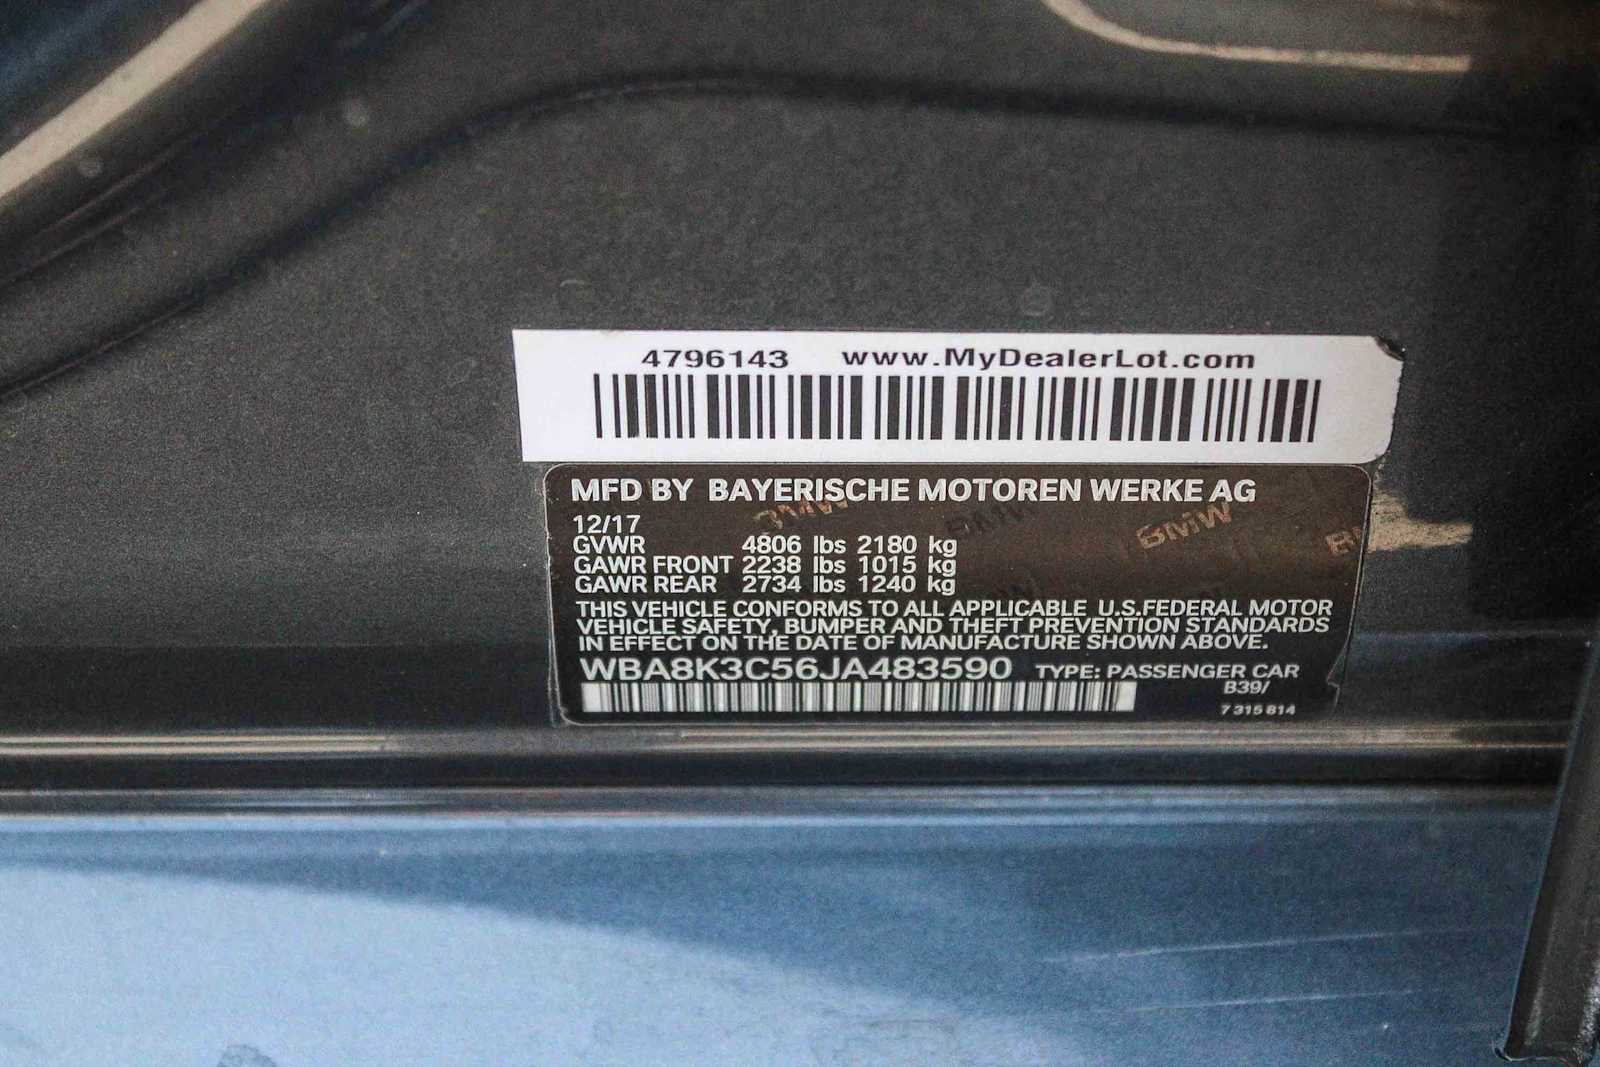 4796143 www.MyDealerLot.com
MFD BY BAYERISCHE MOTOREN WERKE AG
BMW BMW BMW
12/17
GVWR 4806 lbs 2180 kg
GAWR FRONT 2238 lbs 1015 kg
GAWR REAR 2734 lbs 1240 kg
THIS VEHICLE CONFORMS TO ALL APPLICABLE U.S.FEDERAL MOTOR
VEHICLE SAFETY, BUMPER AND THEFT PREVENTION STANDARDS
IN EFFECT ON THE DATE OF MANUFACTURE SHOWN ABOVE.
WBA8K3C56JA483590 TYPE: PASSENGER CAR
B39/
7 315 814